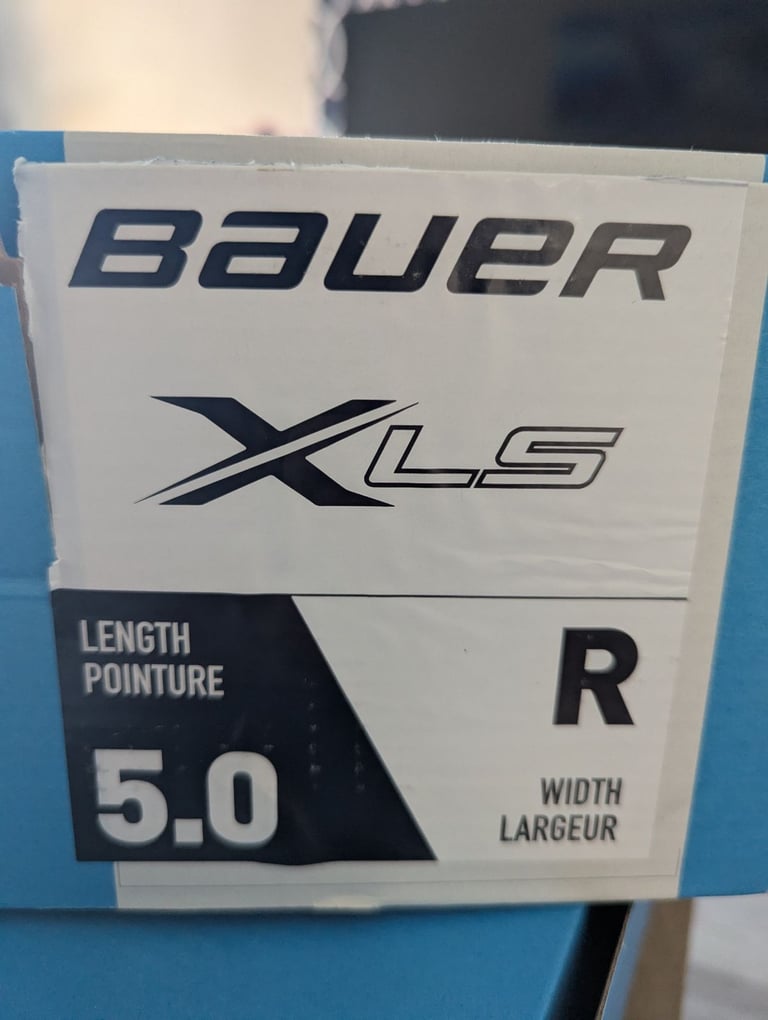 BAUER
XLS
LENGTH
POINTURE
5.0
R
WIDTH
LARGEUR